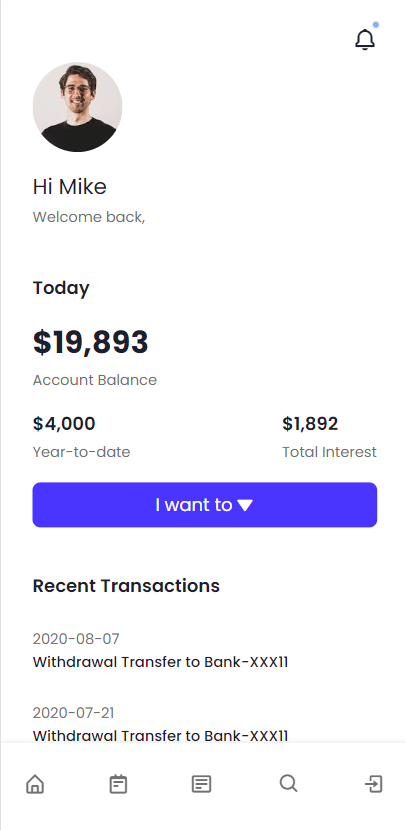 Hi Mike
Welcome back,
Today
$19,893
Account Balance
$4,000
Year-to-date
$1,892
Total Interest
I want to
Recent Transactions
2020-08-07
Withdrawal Transfer to Bank-XXX11
2020-07-21
Withdrawal Transfer to Bank-XXX11